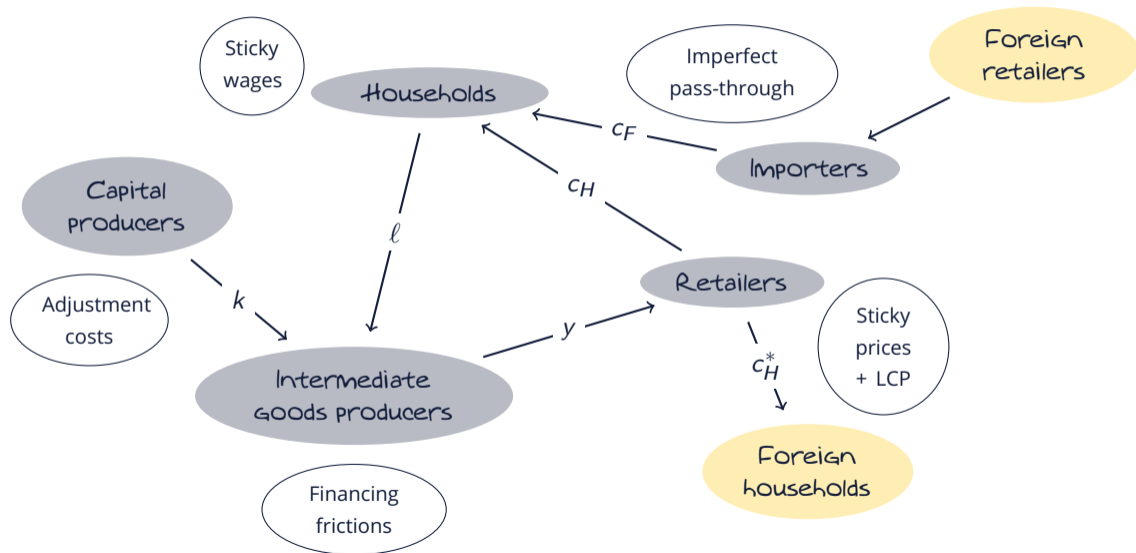 Sticky
wages
Households
Imperfect
pass-through
Foreign
retailers
c_F
Importers
Capital
producers
c_H
ℓ
Adjustment
costs
k
Retailers
Sticky
prices
+ LCP
y
c_H^*
Intermediate
goods producers
Foreign
households
Financing
frictions